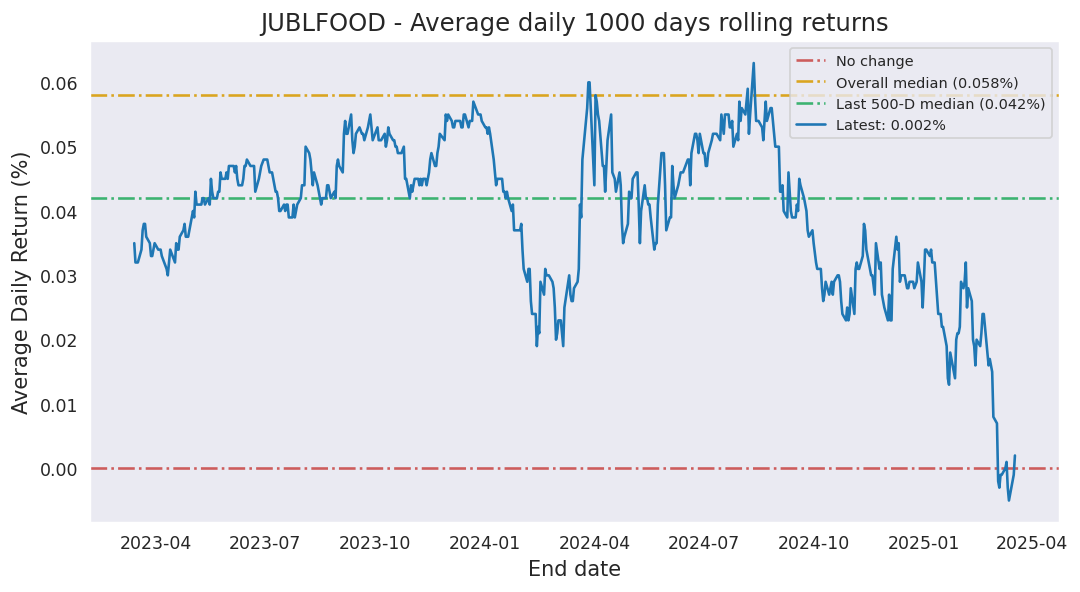 JUBLFOOD - Average daily 1000 days rolling returns
No change
Overall median (0.058%)
Last 500-D median (0.042%)
Latest: 0.002%
Average Daily Return (%)
0.06
0.05
0.04
0.03
0.02
0.01
0.00
2023-04
2023-07
2023-10
2024-01
2024-04
2024-07
2024-10
2025-01
2025-04
End date